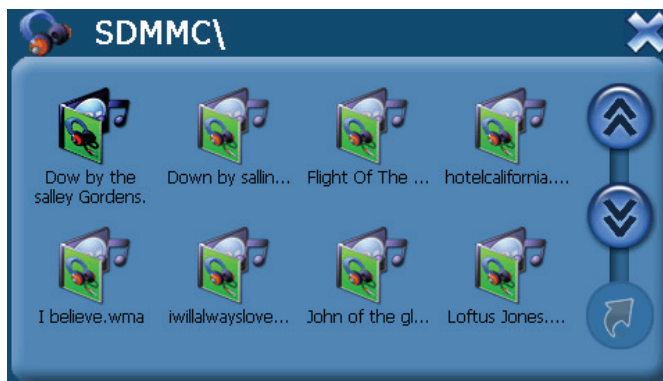 SDMMC\
Dow by the
salley Gordens.
Down by sallin...
Flight Of The ...
hotelcalifornia....
I believe.wma
iwillalwayslove...
John of the gl...
Loftus Jones....